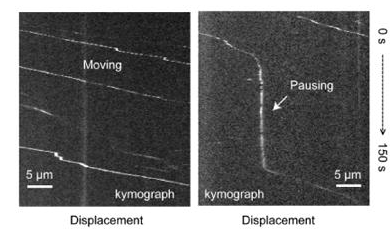 Moving
Pausing
5 μm
kymograph
kymograph
5 μm
Displacement
Displacement
0 s
150 s